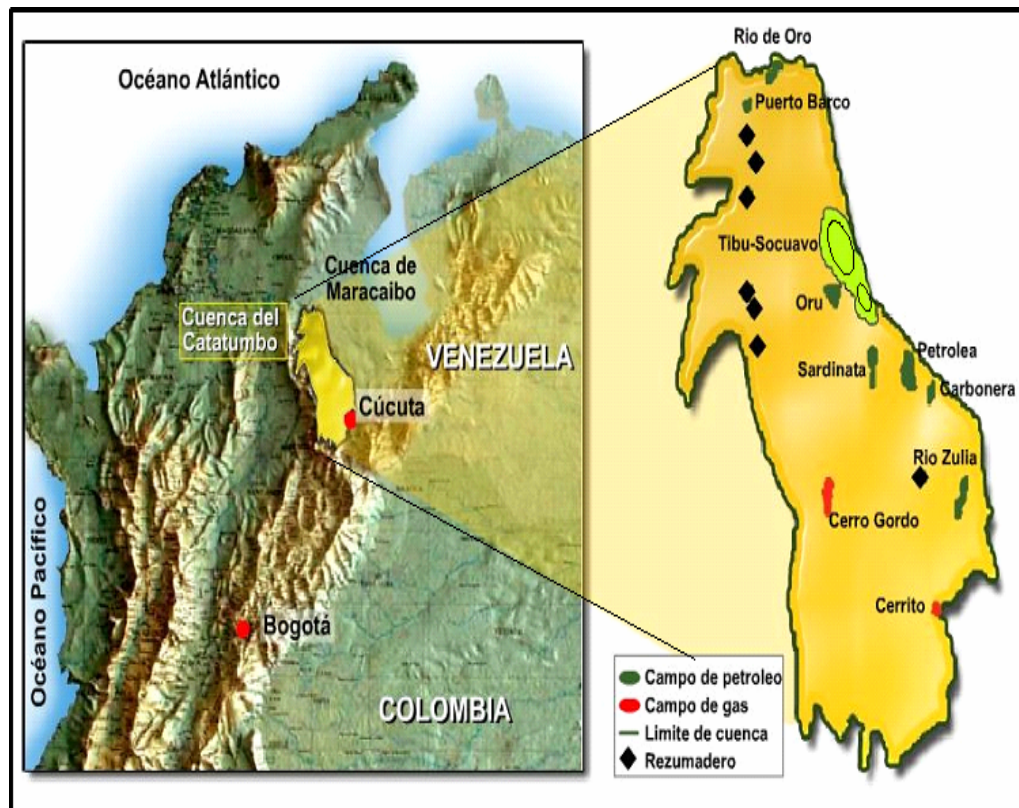 Océano Atlántico
Cuenca de
Maracaibo
Cuenca del
Catatumbo
VENEZUELA
Cúcuta
Océano Pacífico
Bogotá
COLOMBIA
Rio de Oro
Puerto Barco
Tibu-Socuavo
Oru
Sardinata
Petrolea
Carbonera
Rio Zulia
Cerro Gordo
Cerrito
Campo de petroleo
Campo de gas
Limite de cuenca
Rezumadero